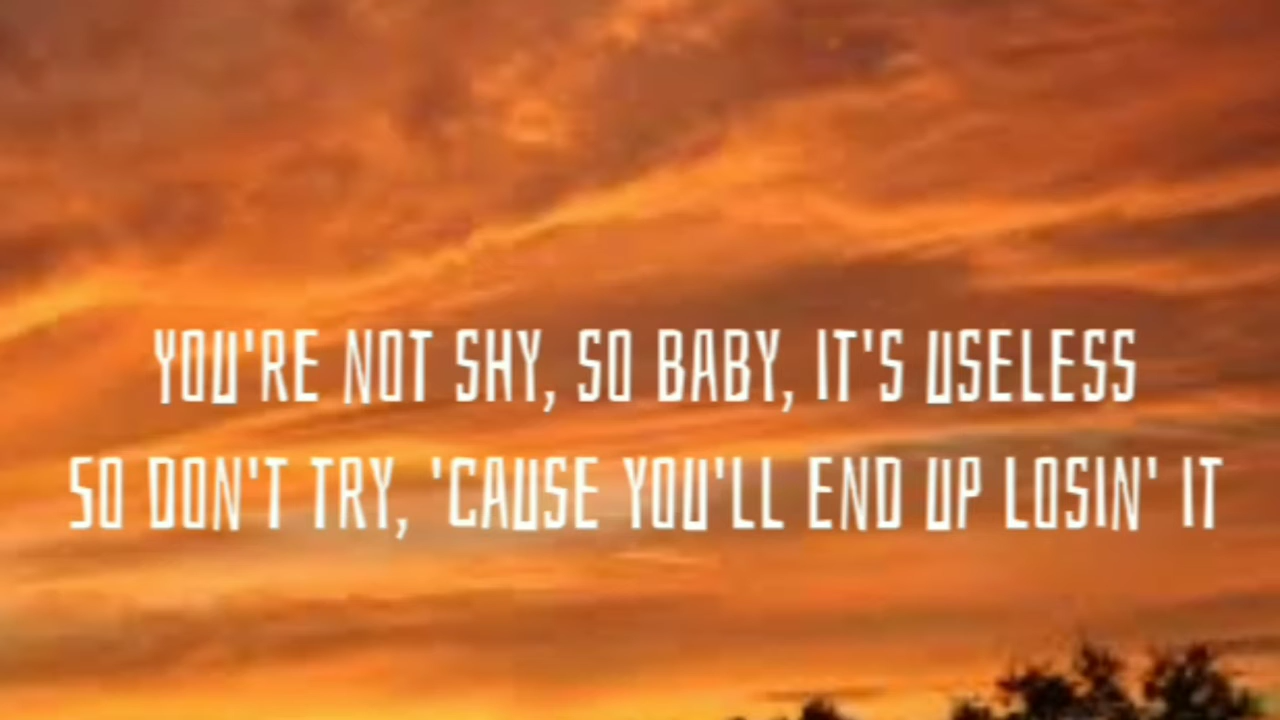 YOU'RE NOT SHY, SO BABY, IT'S USELESS
SO DON'T TRY, 'CAUSE YOU'LL END UP LOSIN' IT